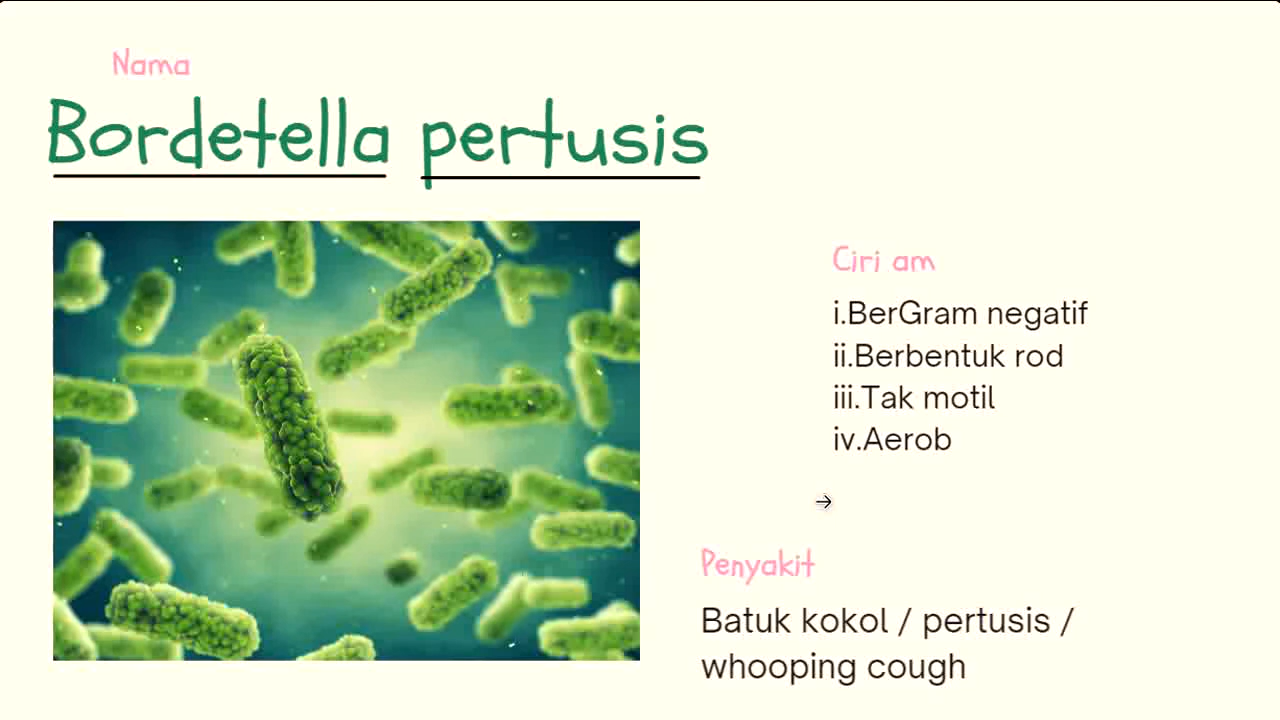 Nama
Bordetella pertusis
Ciri am
i.BerGram negatif
ii.Berbentuk rod
iii.Tak motil
iv.Aerob
Penyakit
Batuk kokol / pertusis /
whooping cough